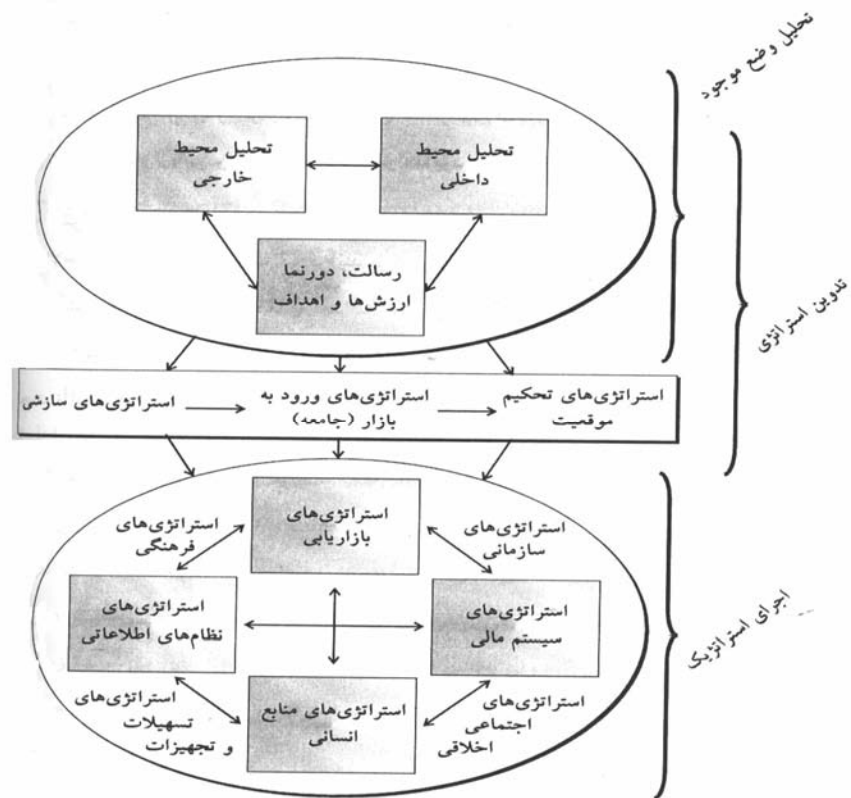 تحلیل وضع موجود
تحلیل محیط
داخلی
تحلیل محیط
خارجی
رسالت، دورنما
ارزش‌ها و اهداف
تدوین استراتژی
استراتژی‌های تحکیم
موقعیت
استراتژی‌های ورود به
بازار (جامعه)
استراتژی‌های سازشی
استراتژی‌های
بازاریابی
استراتژی‌های
سازمانی
استراتژی‌های
فرهنگی
استراتژی‌های
سیستم مالی
استراتژی‌های
نظام‌های اطلاعاتی
اجرای استراتژیک
استراتژی‌های منابع
انسانی
استراتژی‌های
اجتماعی
اخلاقی
استراتژی‌های
تسهیلات
و تجهیزات